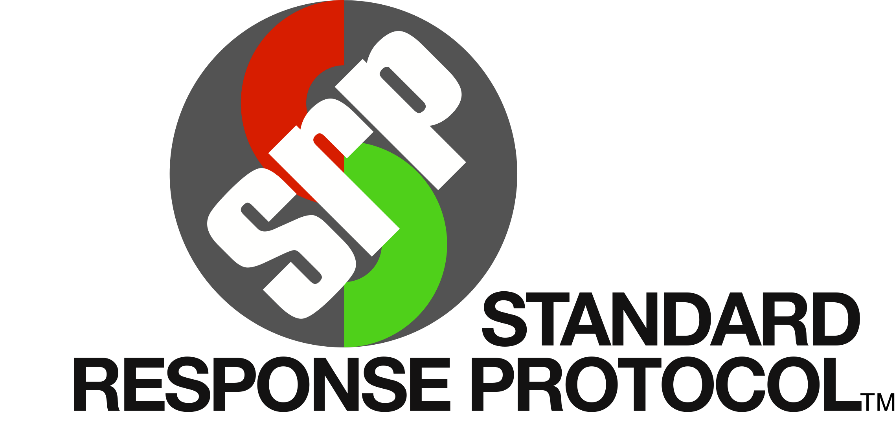 srp
STANDARD
RESPONSE PROTOCOL™